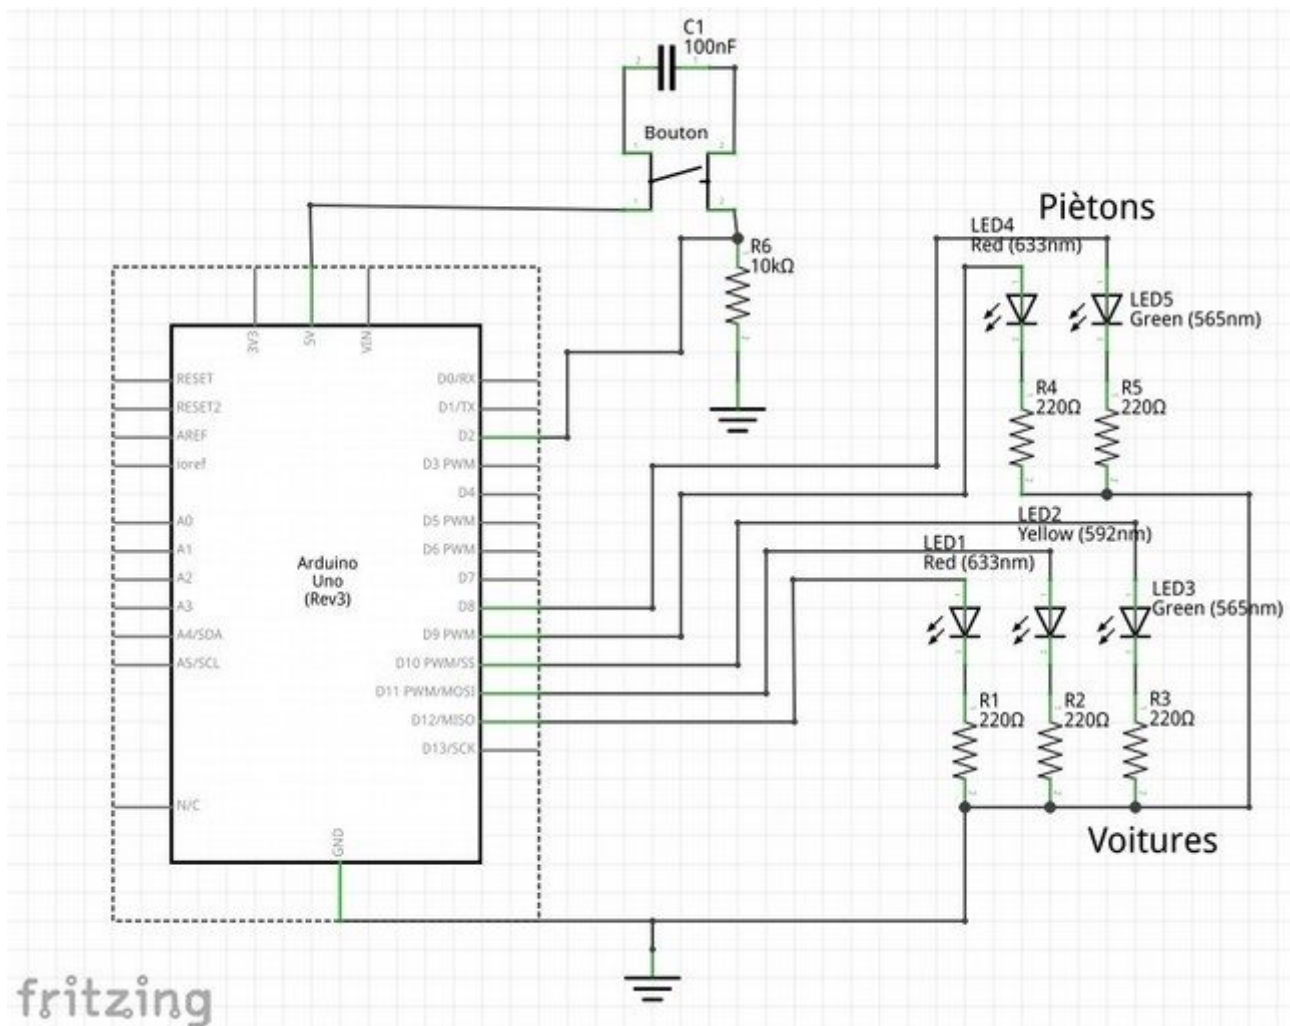 C1
100nF
Bouton
Piètons
LED4
Red (633nm)
R6
10kΩ
LED5
Green (565nm)
3V3
5V
VIN
RESET
RESET2
AREF
ioref
A0
A1
A2
A3
A4/SDA
A5/SCL
N/C
Arduino
Uno
(Rev3)
D0/RX
D1/TX
D2
D3 PWM
D4
D5 PWM
D6 PWM
D7
D8
D9 PWM
D10 PWM/SS
D11 PWM/MOSI
D12/MISO
D13/SCK
GND
R4
220Ω
R5
220Ω
LED2
Yellow (592nm)
LED1
Red (633nm)
LED3
Green (565nm)
R1
220Ω
R2
220Ω
R3
220Ω
Voitures
fritzing